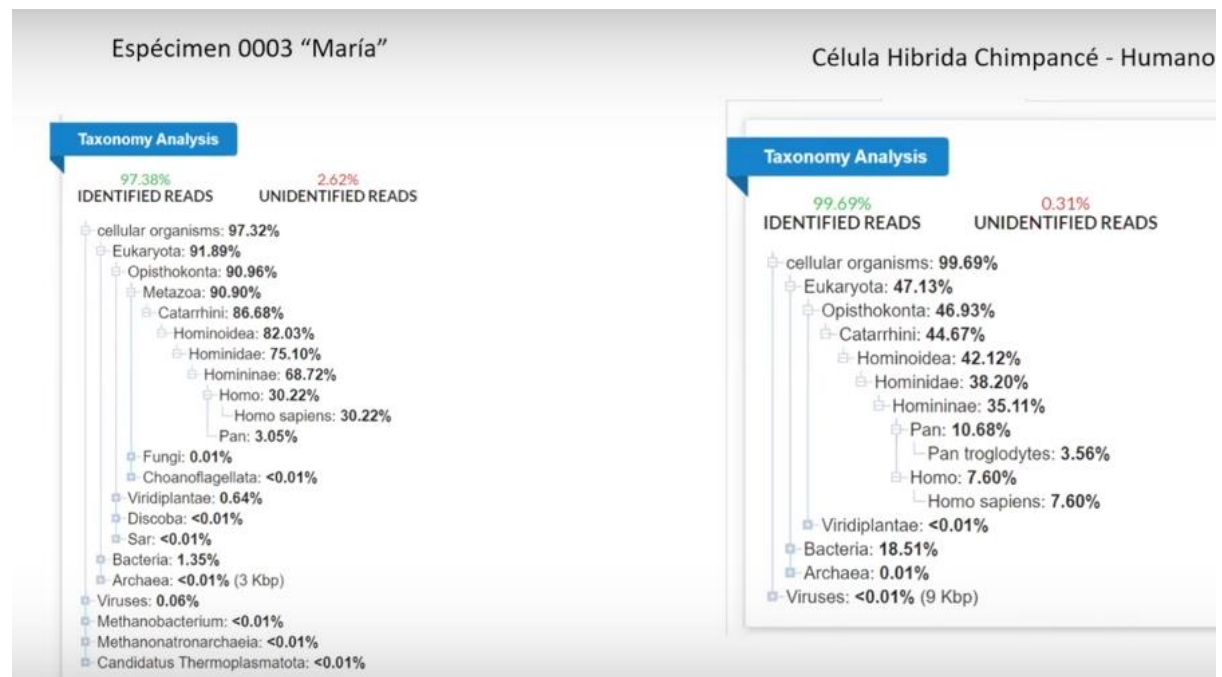 Espécimen 0003 “María”
Taxonomy Analysis
97.38% 2.62%
IDENTIFIED READS UNIDENTIFIED READS
cellular organisms: 97.32%
Eukaryota: 91.89%
Opisthokonta: 90.96%
Metazoa: 90.90%
Catarrhini: 86.68%
Hominoidea: 82.03%
Hominidae: 75.10%
Homininae: 68.72%
Homo: 30.22%
Homo sapiens: 30.22%
Pan: 3.05%
Fungi: 0.01%
Choanoflagellata: <0.01%
Viridiplantae: 0.64%
Discoba: <0.01%
Sar: <0.01%
Bacteria: 1.35%
Archaea: <0.01% (3 Kbp)
Viruses: 0.06%
Methanobacterium: <0.01%
Methanonatronarchaeia: <0.01%
Candidatus Thermoplasmatota: <0.01%
Célula Hibrida Chimpancé - Humano
Taxonomy Analysis
99.69% 0.31%
IDENTIFIED READS UNIDENTIFIED READS
cellular organisms: 99.69%
Eukaryota: 47.13%
Opisthokonta: 46.93%
Catarrhini: 44.67%
Hominoidea: 42.12%
Hominidae: 38.20%
Homininae: 35.11%
Pan: 10.68%
Pan troglodytes: 3.56%
Homo: 7.60%
Homo sapiens: 7.60%
Viridiplantae: <0.01%
Bacteria: 18.51%
Archaea: 0.01%
Viruses: <0.01% (9 Kbp)